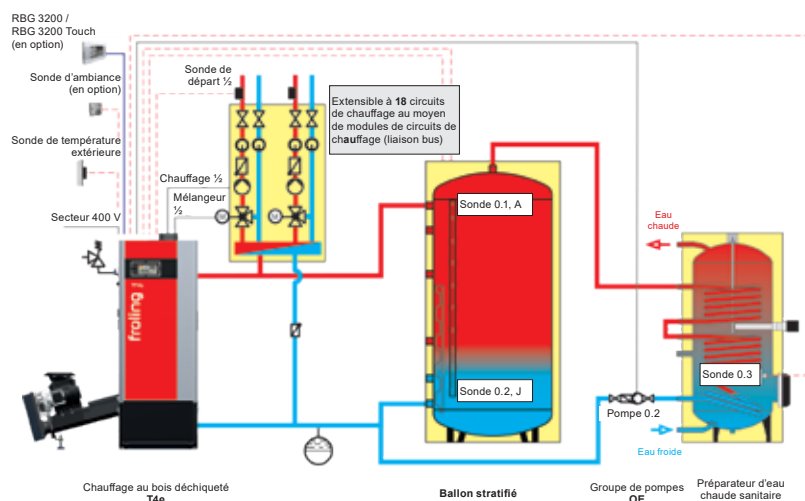 RBG 3200 /
RBG 3200 Touch
(en option)
Sonde d'ambiance
(en option)
Sonde de température
extérieure
Secteur 400 V
Sonde de
départ ½
Chauffage ½
Mélangeur
½
M
M
Extensible à 18 circuits
de chauffage au moyen
de modules de circuits de
chauffage (liaison bus)
Sonde 0.1, A
Sonde 0.2, J
Eau
chaude
Sonde 0.3
Pompe 0.2
Eau froide
froling
T4e
Chauffage au bois déchiqueté
T4e
Ballon stratifié
Groupe de pompes
OE
Préparateur d'eau
chaude sanitaire